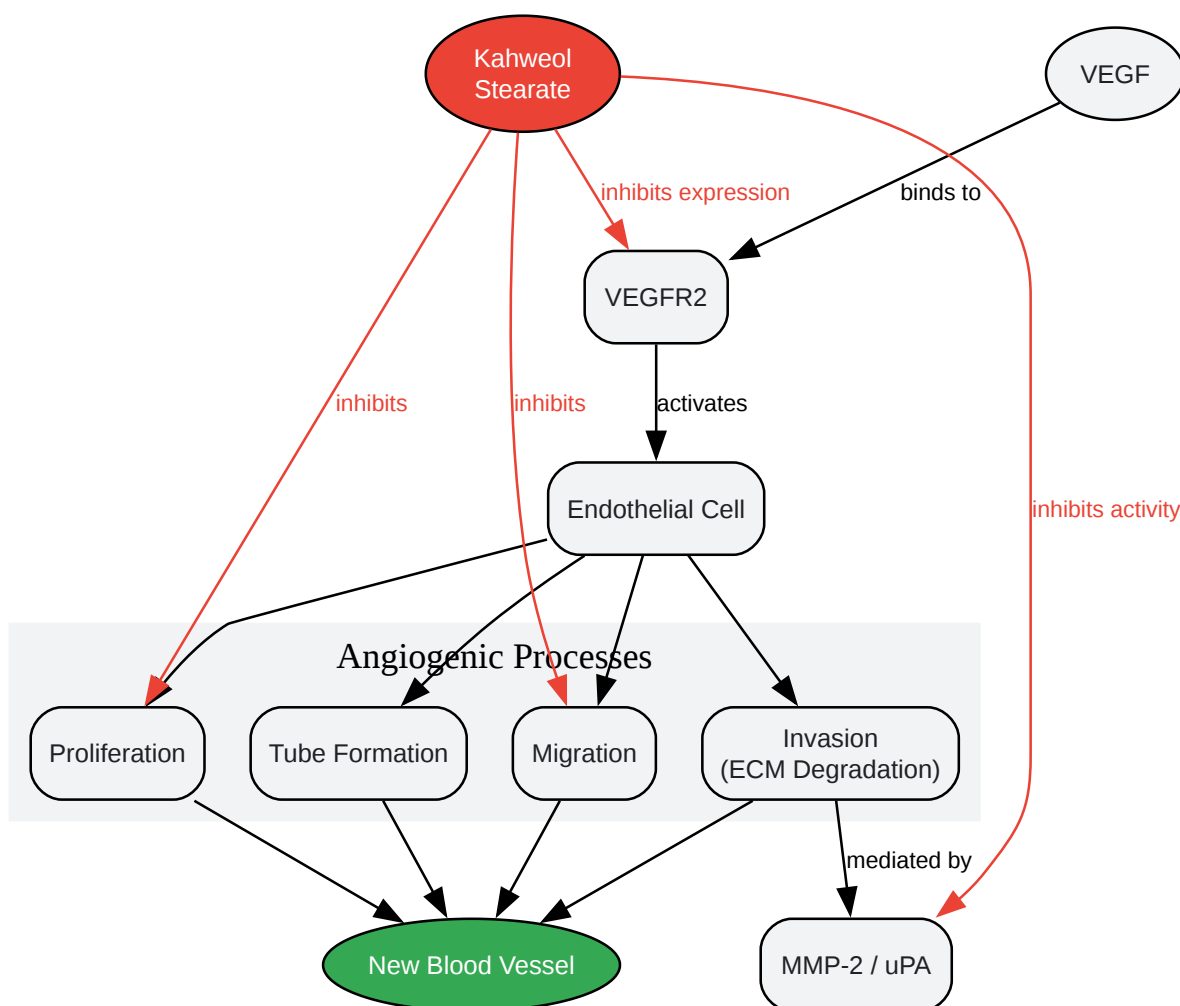 Kahweol
Stearate
VEGF
inhibits expression
binds to
VEGFR2
inhibits
inhibits
activates
Endothelial Cell
inhibits activity
Angiogenic Processes
Proliferation
Tube Formation
Migration
Invasion
(ECM Degradation)
mediated by
New Blood Vessel
MMP-2 / uPA